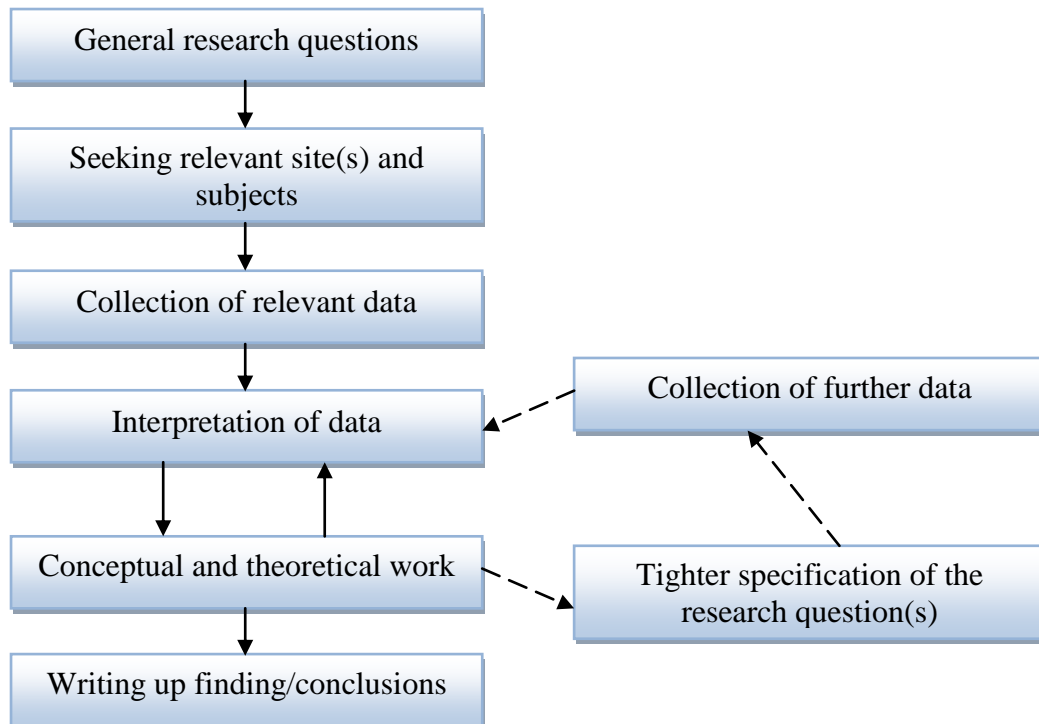 General research questions
Seeking relevant site(s) and
subjects
Collection of relevant data
Interpretation of data
Collection of further data
Conceptual and theoretical work
Tighter specification of the
research question(s)
Writing up finding/conclusions